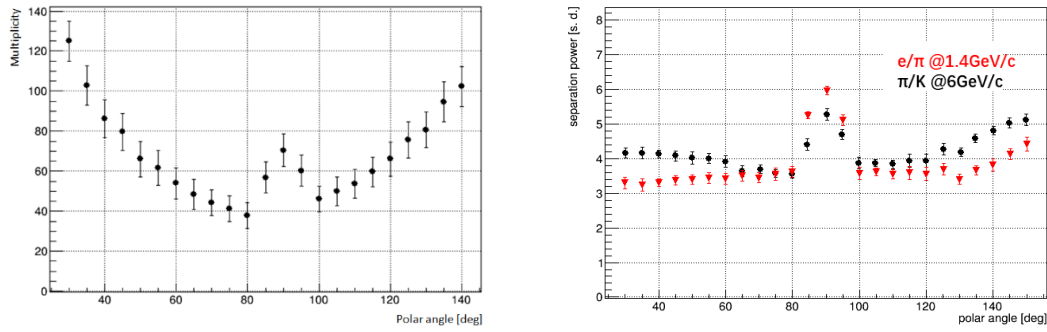 Multiplicity
140
120
100
80
60
40
20
0
40 60 80 100 120 140
Polar angle [deg]
separation power [s. d.]
8
7
6
5
4
3
2
1
0
e/π @1.4GeV/c
π/K @6GeV/c
40 60 80 100 120 140
polar angle [deg]